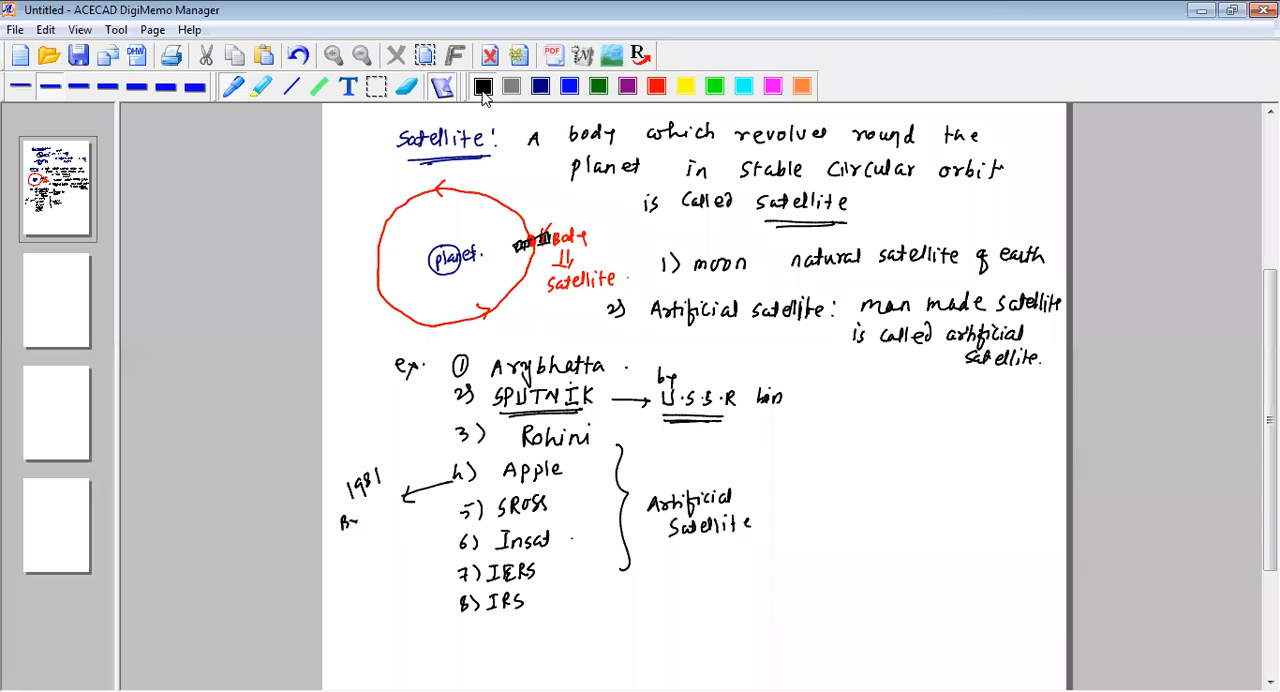 Untitled - ACECAD DigiMemo Manager
File Edit View Tool Page Help
Satellite: A body which revolves round the
planet in stable circular orbit
is called satellite
planet.
Body
Satellite
1) moon natural satellite of earth
2) Artificial satellite: man made satellite
is called artificial
satellite.
ex. 1 Arybhatta
2) SPUTNIK → by U.S.S.R
3) Rohini
4) Apple
1981
5) SROSS
6) Insat
7) IERS
8) IRS
Artificial
Satellite